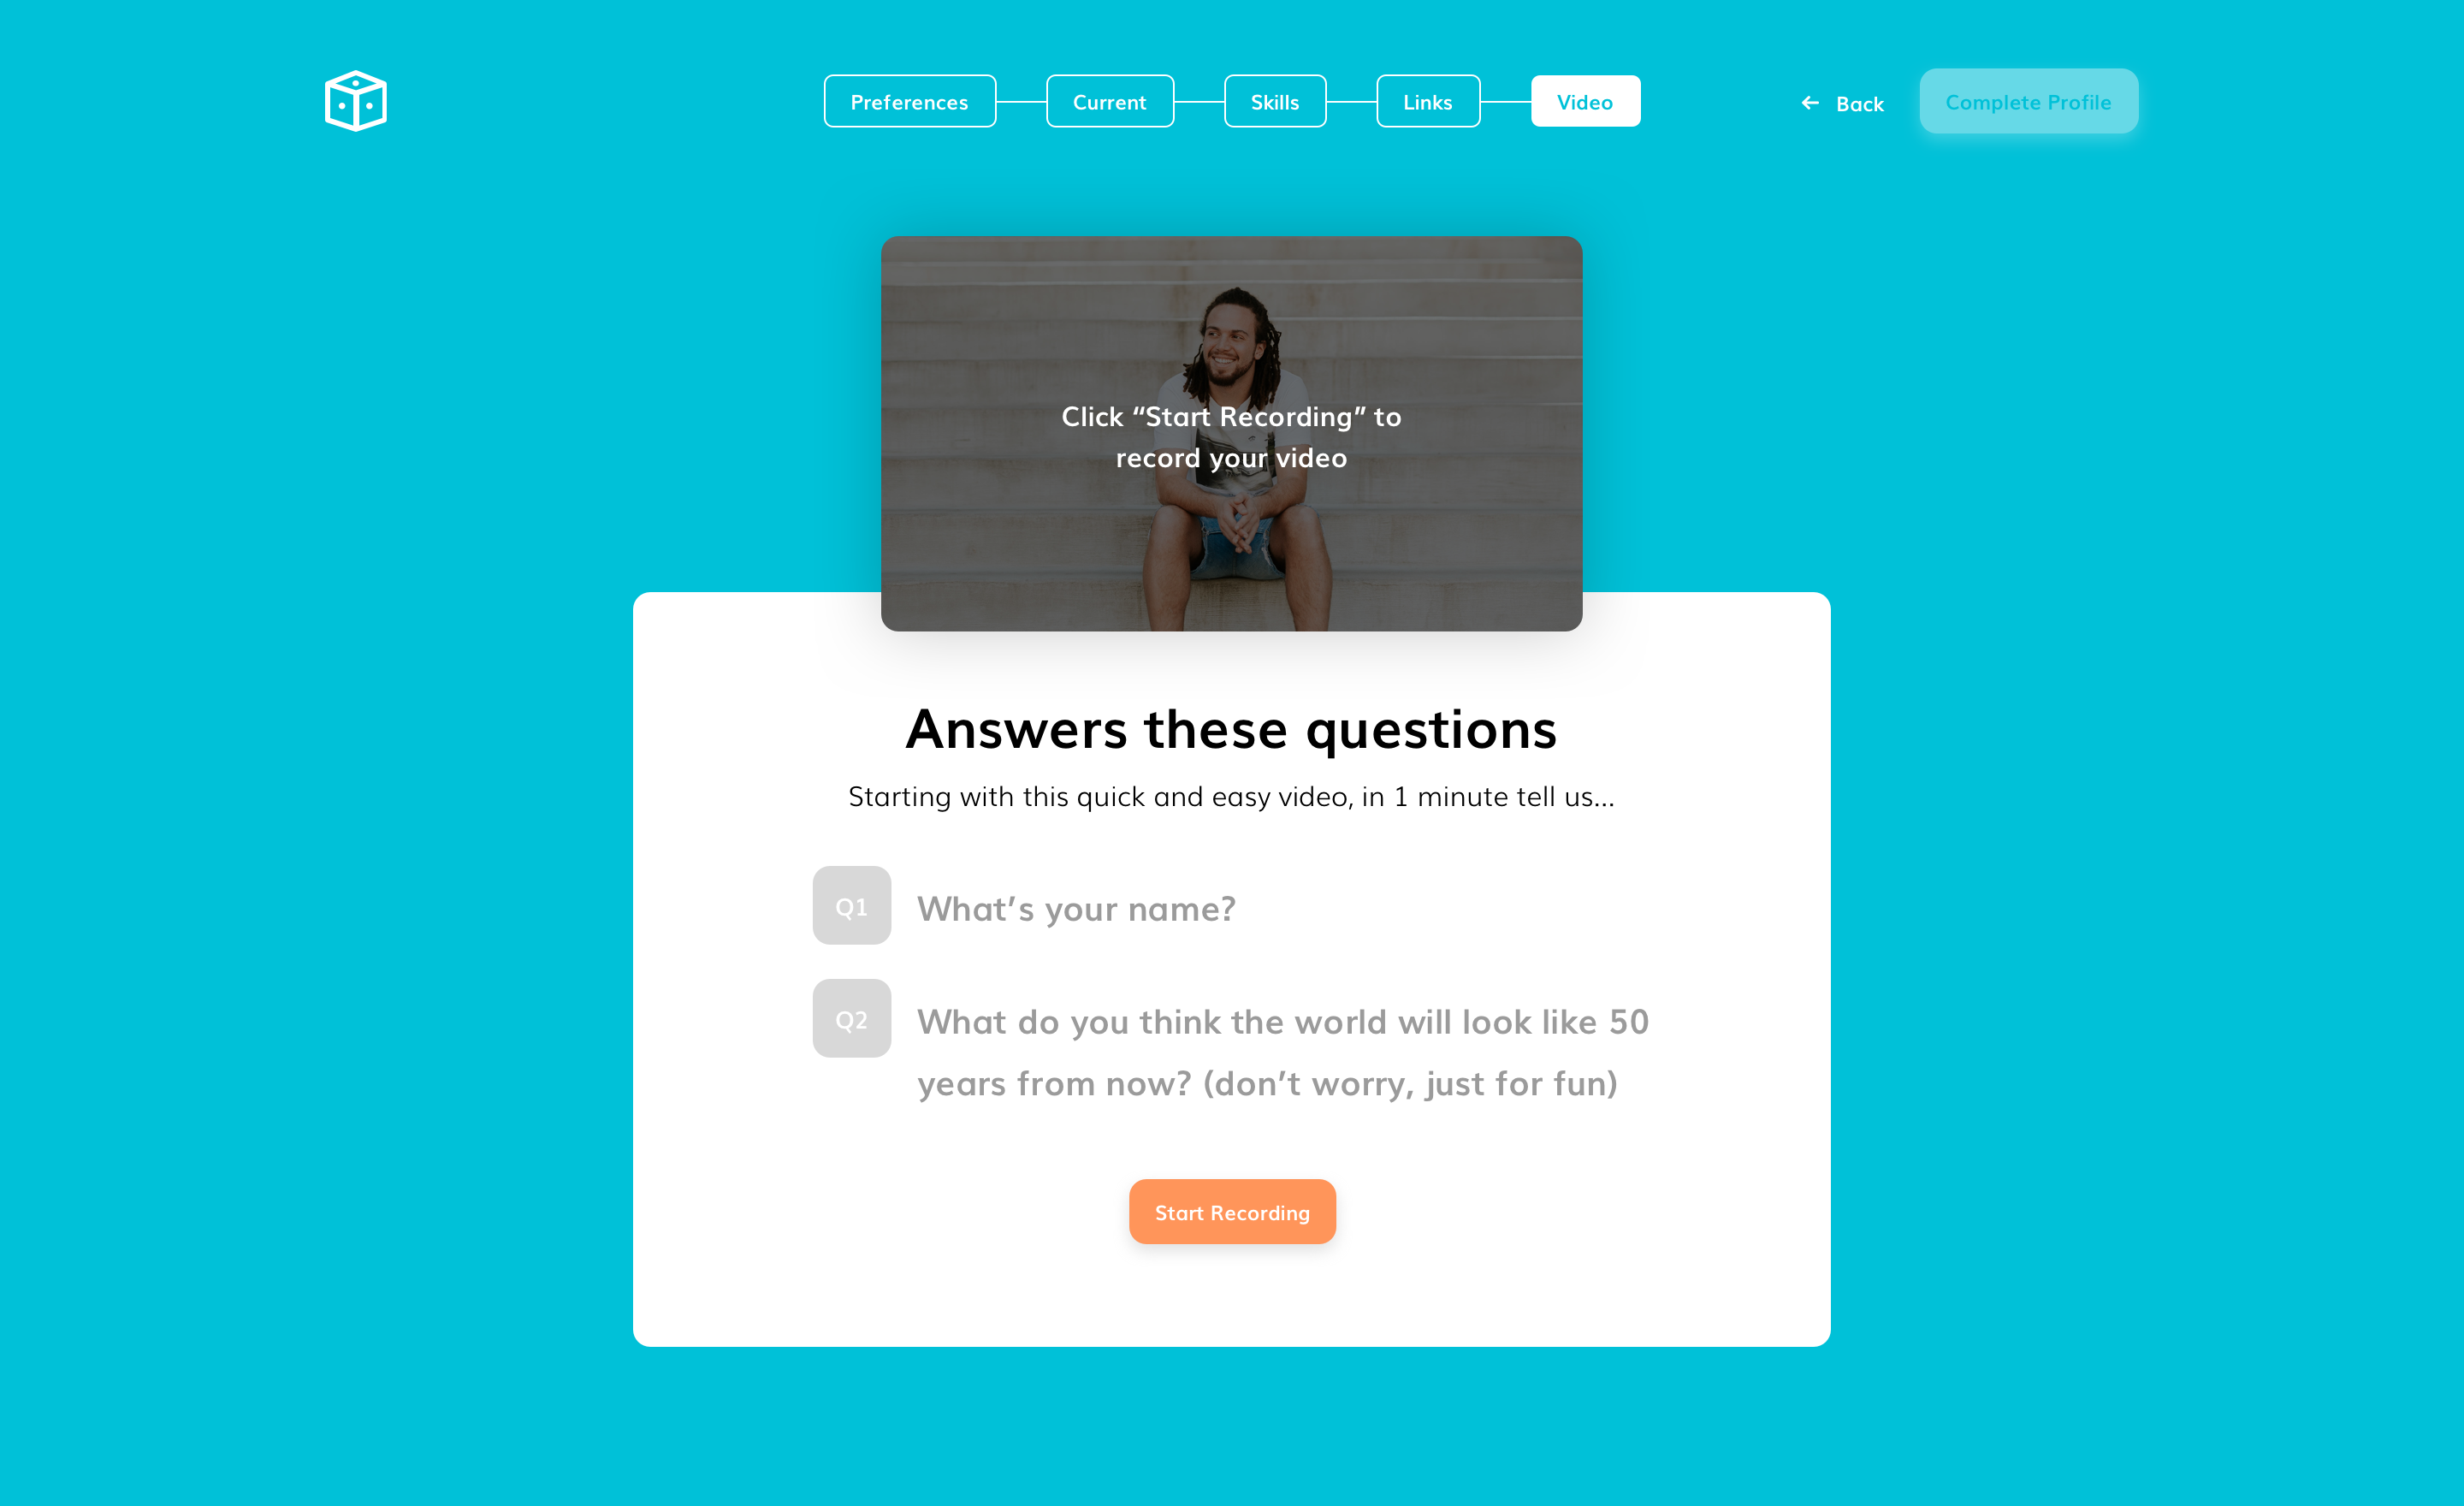 Preferences
Current
Skills
Links
Video
Back
Complete Profile
Click “Start Recording” to
record your video
Answers these questions
Starting with this quick and easy video, in 1 minute tell us...
Q1
What’s your name?
Q2
What do you think the world will look like 50
years from now? (don’t worry, just for fun)
Start Recording